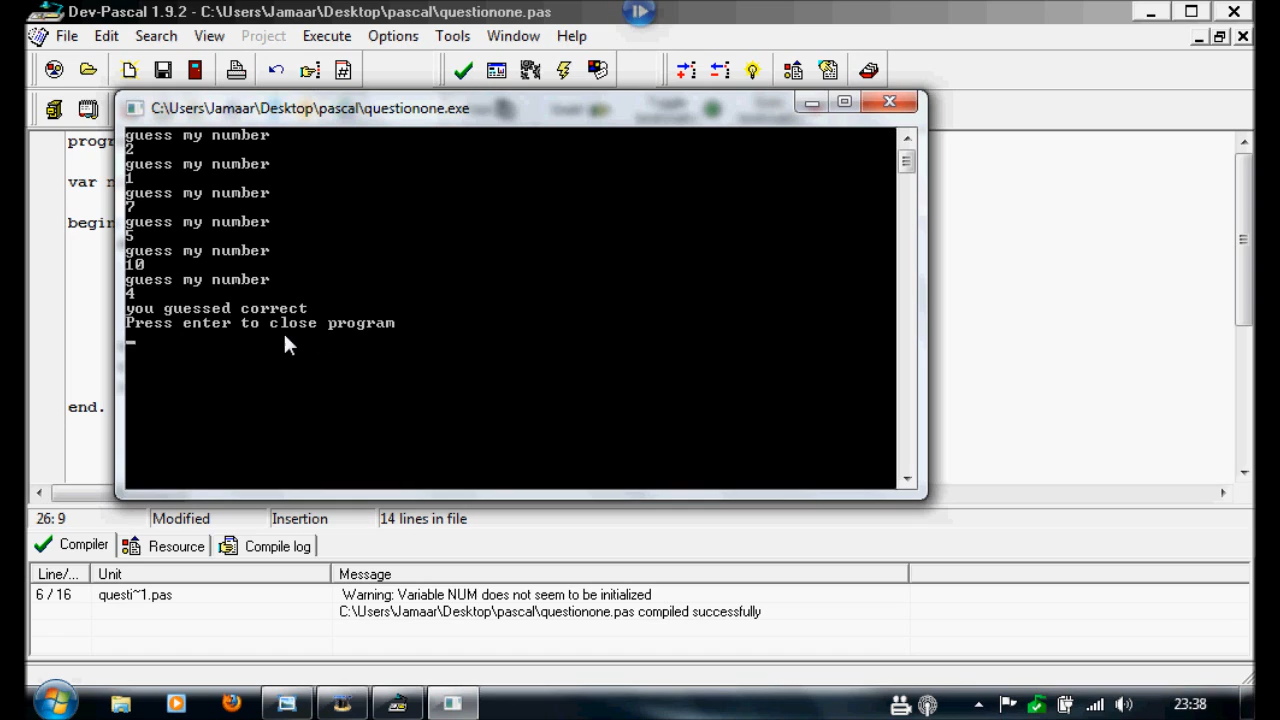 Dev-Pascal 1.9.2 - C:\Users\Jamaar\Desktop\pascal\questionone.pas
File Edit Search View Project Execute Options Tools Window Help
C:\Users\Jamaar\Desktop\pascal\questionone.exe
guess my number
2
guess my number
1
guess my number
7
guess my number
5
guess my number
10
guess my number
4
you guessed correct
Press enter to close program
progr
var n
begin
end.
26: 9 Modified Insertion 14 lines in file
Compiler Resource Compile log
Line/... Unit Message
6 / 16 questi~1.pas Warning: Variable NUM does not seem to be initialized
C:\Users\Jamaar\Desktop\pascal\questionone.pas compiled successfully
23:38